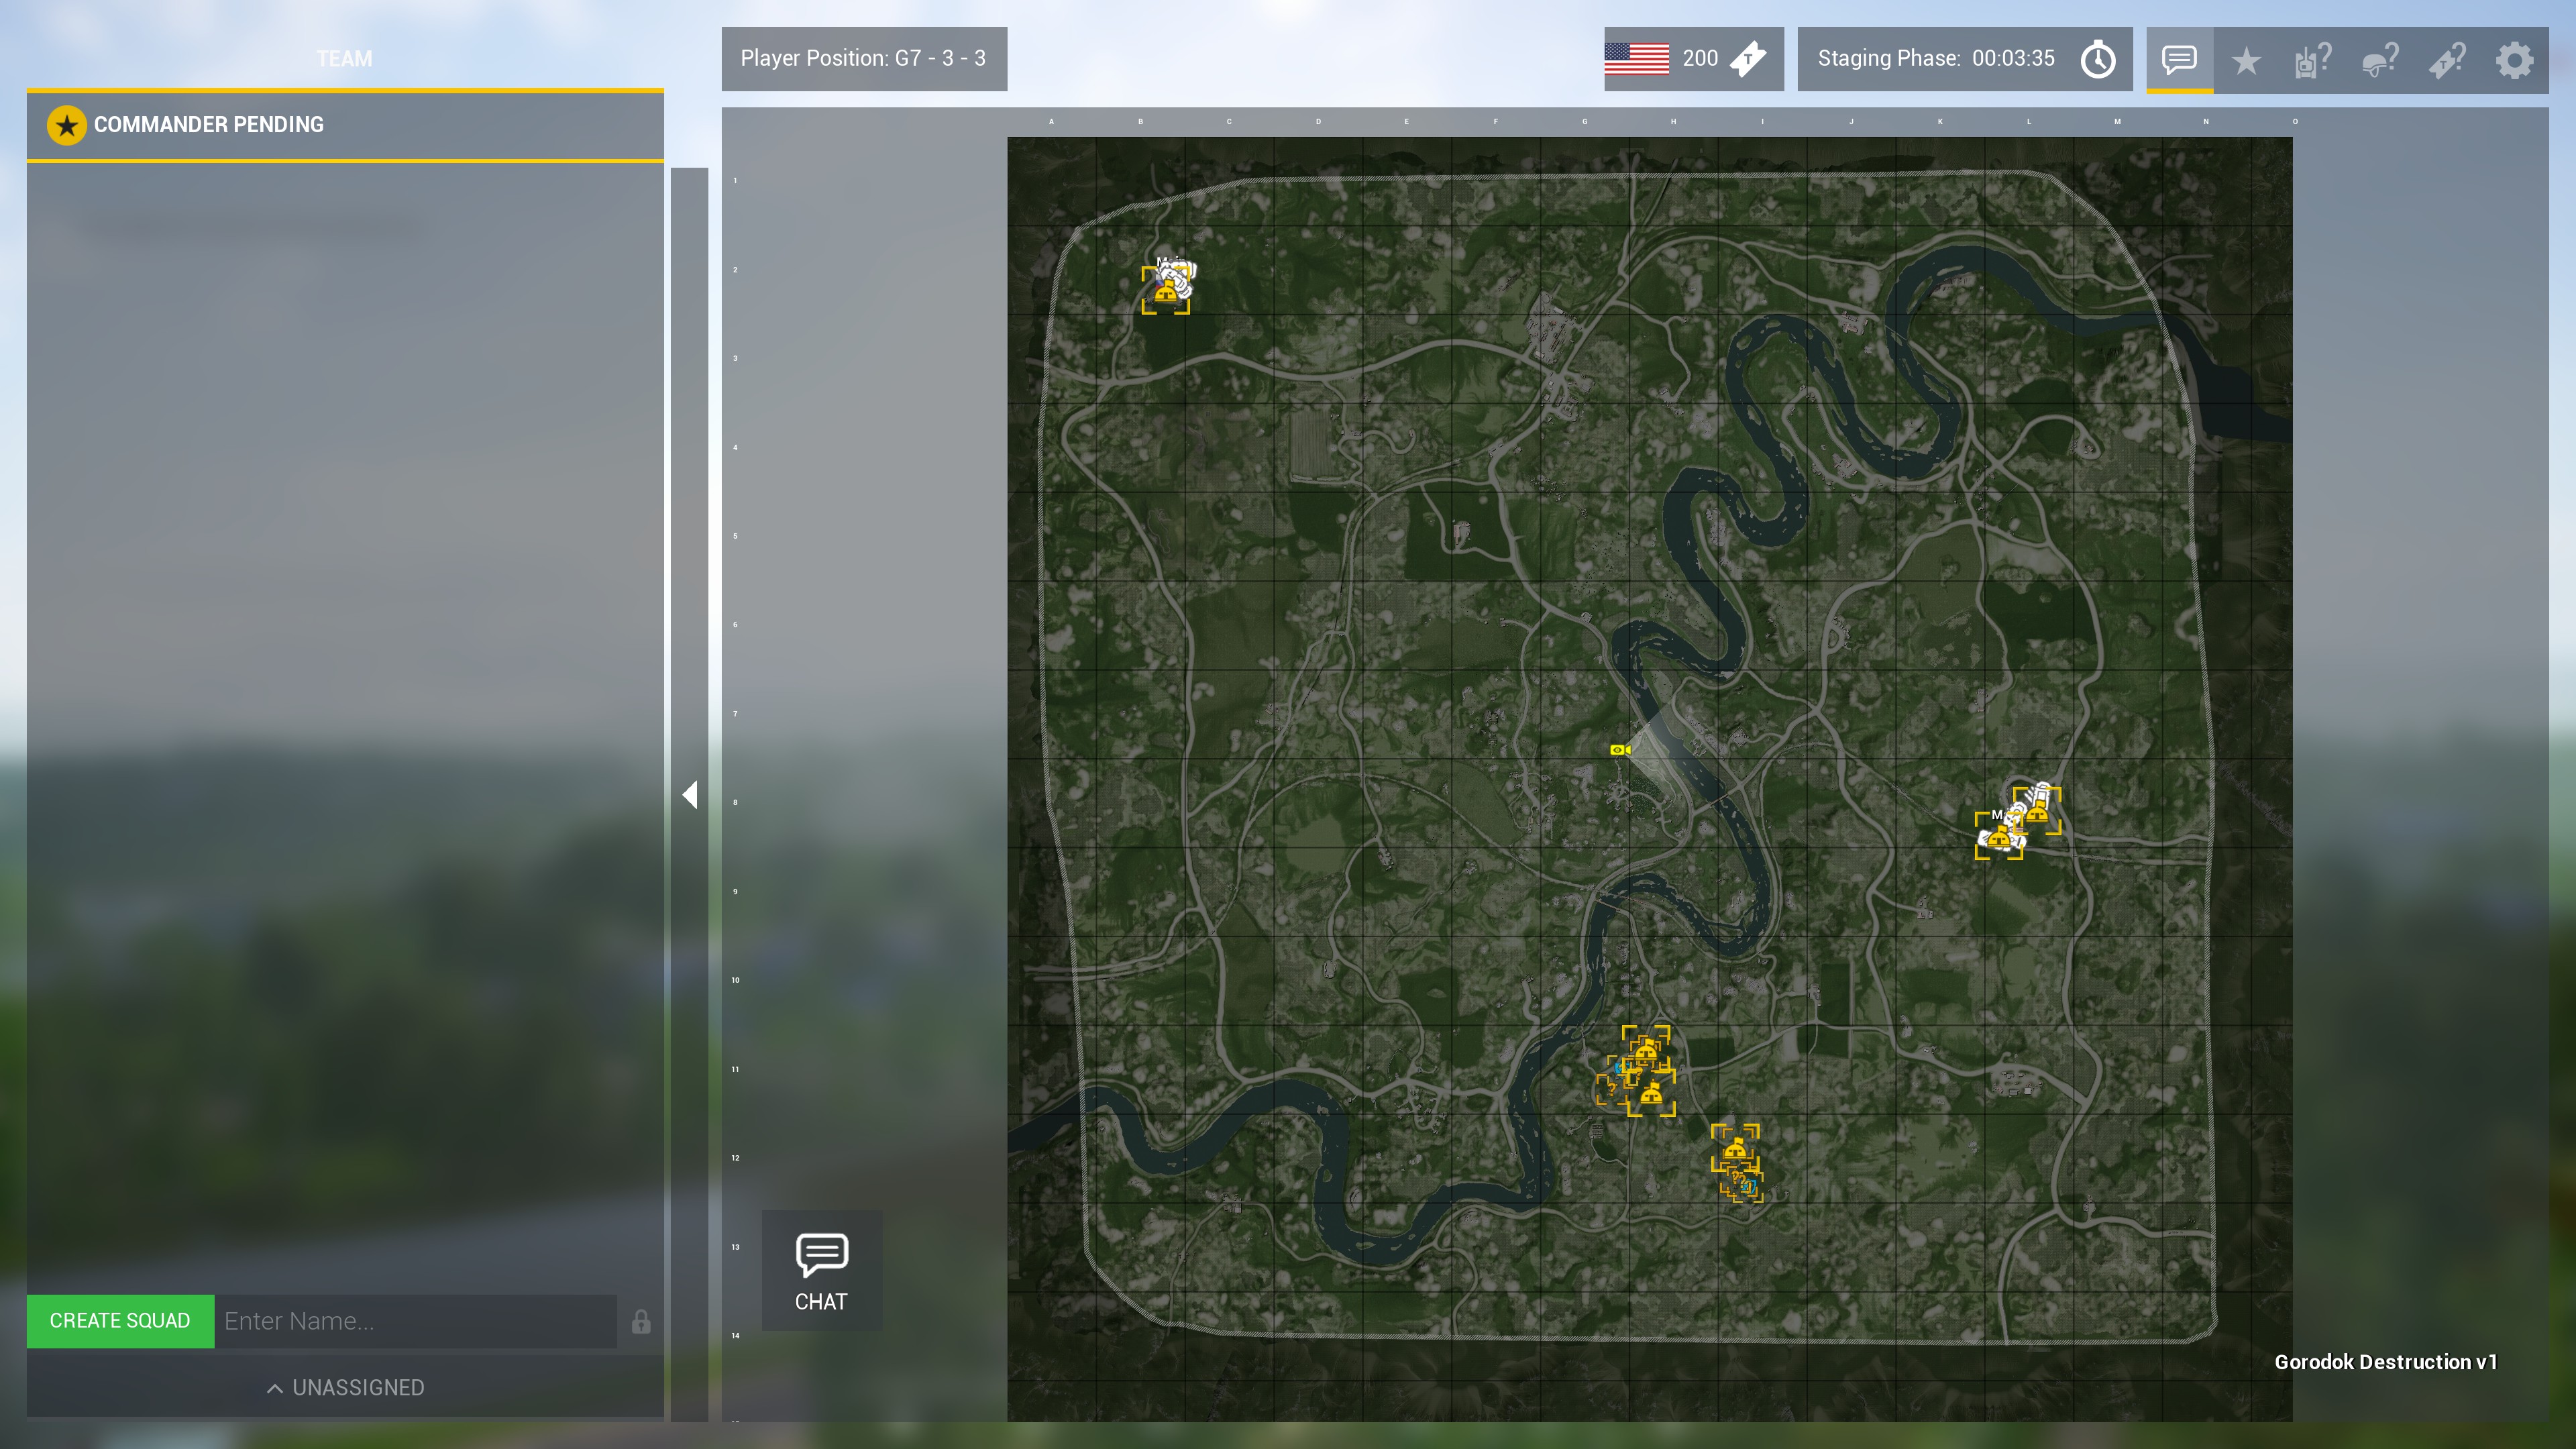 TEAM
Player Position: G7 - 3 - 3
200
Staging Phase: 00:03:35
COMMANDER PENDING
A B C D E F G H I J K L M N O
1
2
3
4
5
6
7
8
9
10
11
12
13
14
CHAT
CREATE SQUAD
Enter Name...
UNASSIGNED
Gorodok Destruction v1